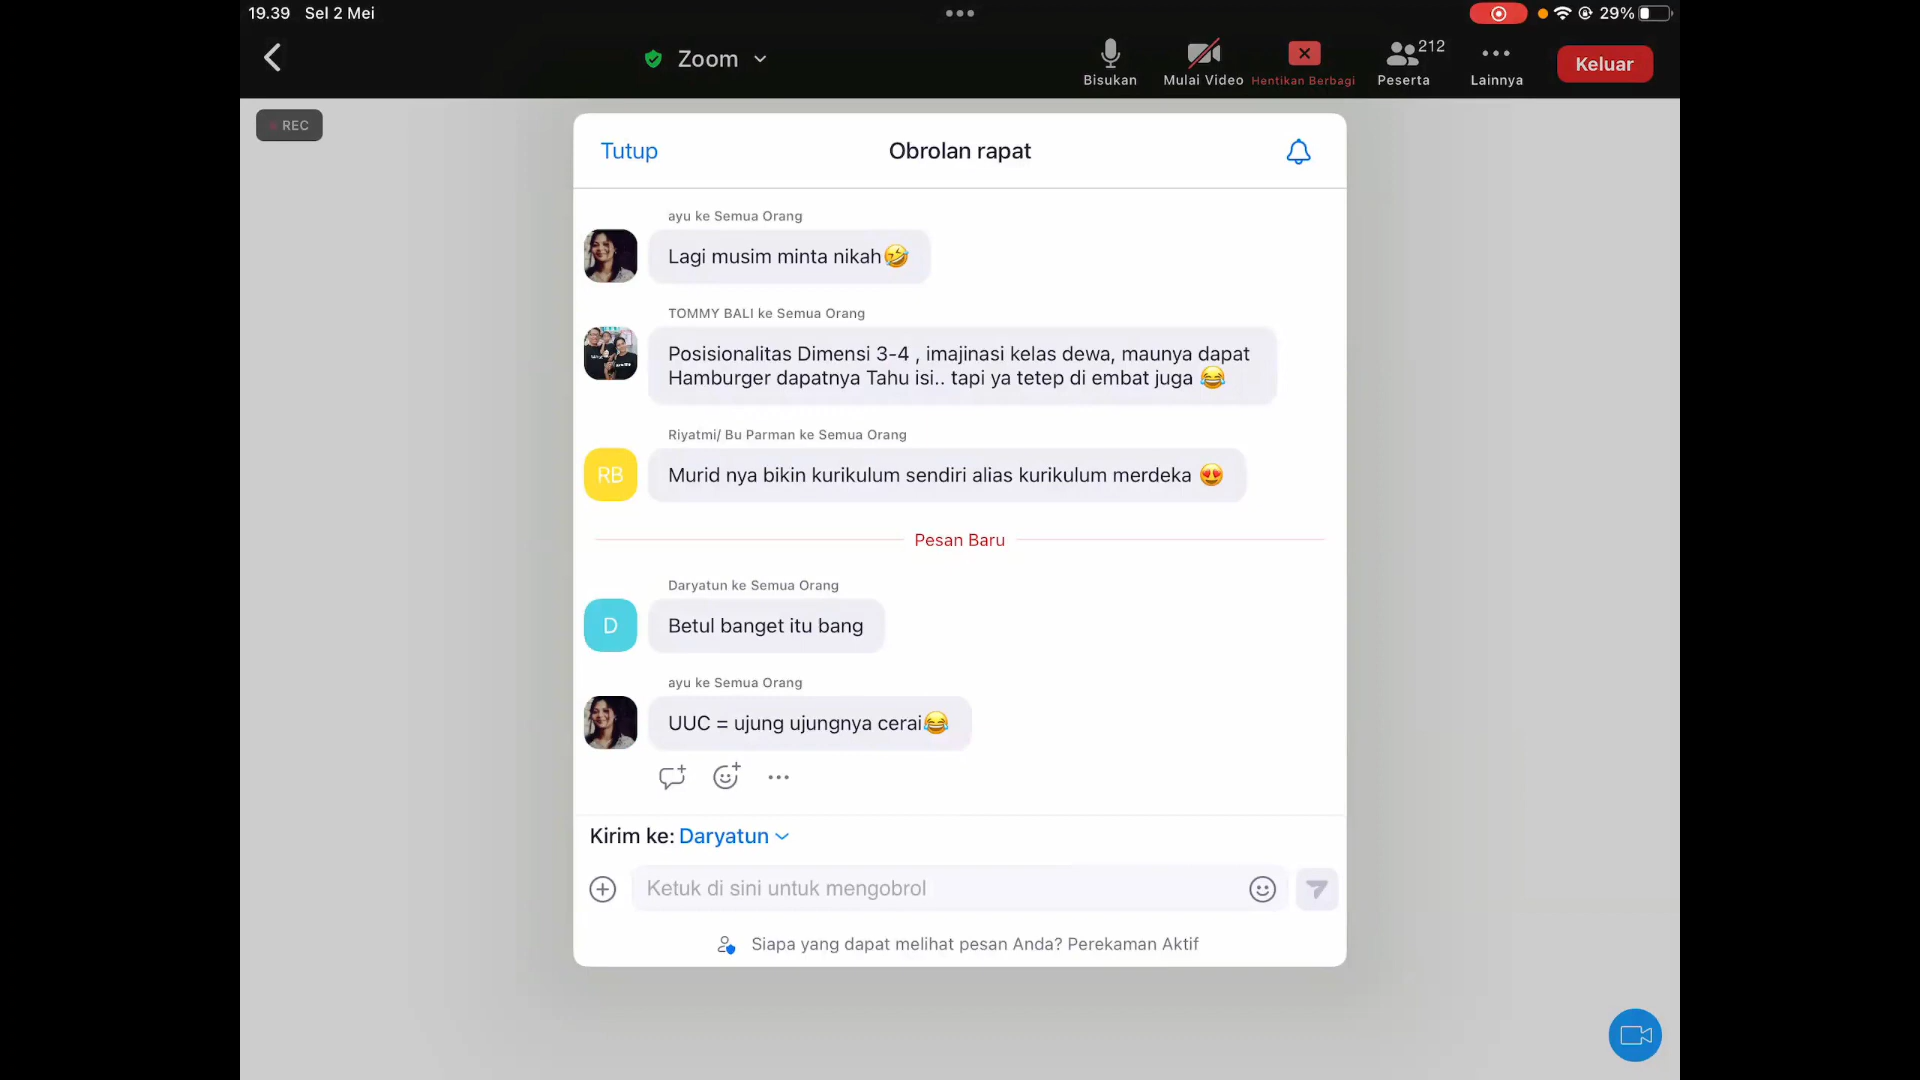 19.39 Sel 2 Mei
29%
Zoom
Bisukan
Mulai Video
Hentikan Berbagi
212
Peserta
Lainnya
Keluar
REC
Tutup
Obrolan rapat
ayu ke Semua Orang
Lagi musim minta nikah🤣
TOMMY BALI ke Semua Orang
Posisionalitas Dimensi 3-4 , imajinasi kelas dewa, maunya dapat
Hamburger dapatnya Tahu isi.. tapi ya tetep di embat juga 😂
Riyatmi/ Bu Parman ke Semua Orang
RB
Murid nya bikin kurikulum sendiri alias kurikulum merdeka 😍
Pesan Baru
Daryatun ke Semua Orang
D
Betul banget itu bang
ayu ke Semua Orang
UUC = ujung ujungnya cerai😂
Kirim ke: Daryatun
Ketuk di sini untuk mengobrol
Siapa yang dapat melihat pesan Anda? Perekaman Aktif